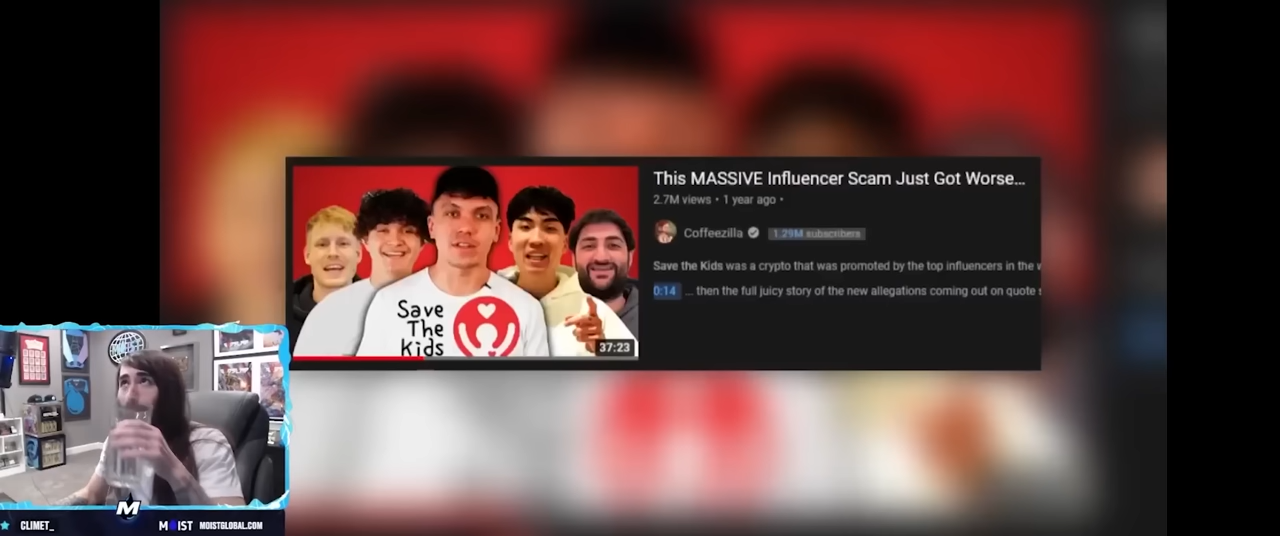 This MASSIVE Influencer Scam Just Got Worse...
2.7M views • 1 year ago •
Coffeezilla
1.29M subscribers
Save the Kids was a crypto that was promoted by the top influencers in the w
0:14 ... then the full juicy story of the new allegations coming out on quote s
Save
The
Kids
37:23
M
CLIMET_
MOIST MOISTGLOBAL.COM